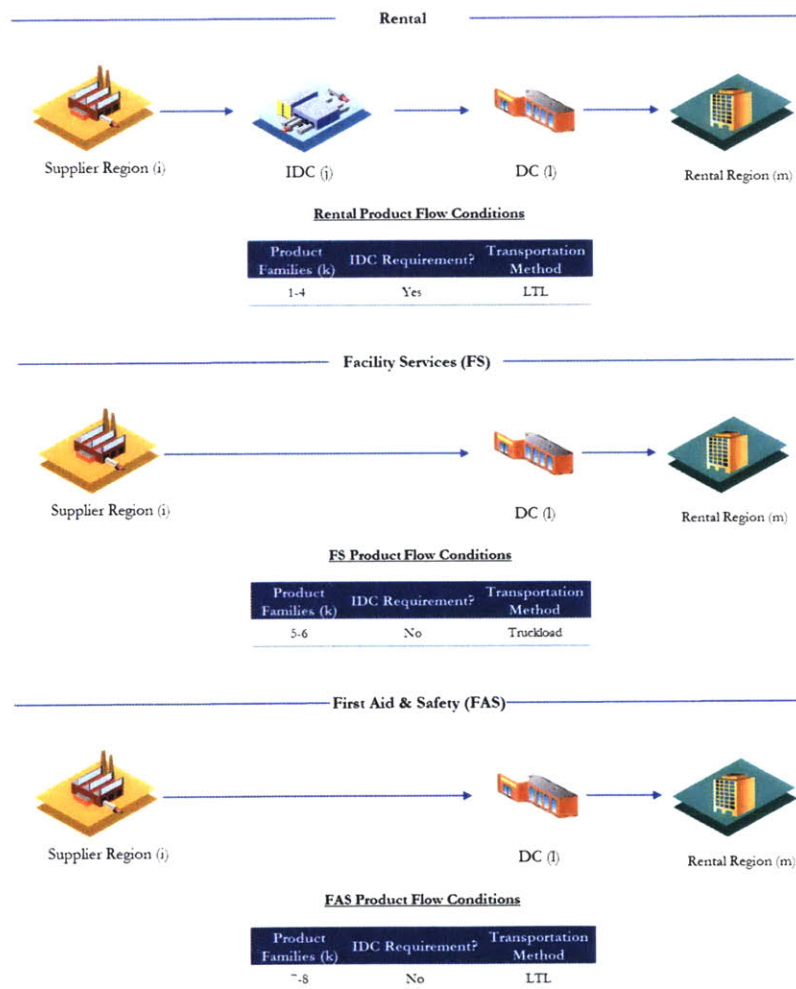 Rental
Supplier Region (i) IDC (j) DC (l) Rental Region (m)
Rental Product Flow Conditions
Product Families (k) IDC Requirement? Transportation Method
1-4 Yes LTL
Facility Services (FS)
Supplier Region (i) DC (l) Rental Region (m)
FS Product Flow Conditions
Product Families (k) IDC Requirement? Transportation Method
5-6 No Truckload
First Aid & Safety (FAS)
Supplier Region (i) DC (l) Rental Region (m)
FAS Product Flow Conditions
Product Families (k) IDC Requirement? Transportation Method
-8 No LTL